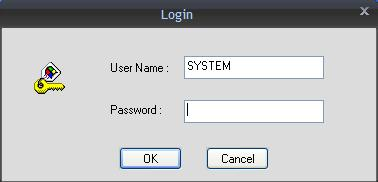 Login
User Name :
SYSTEM
Password :
OK
Cancel